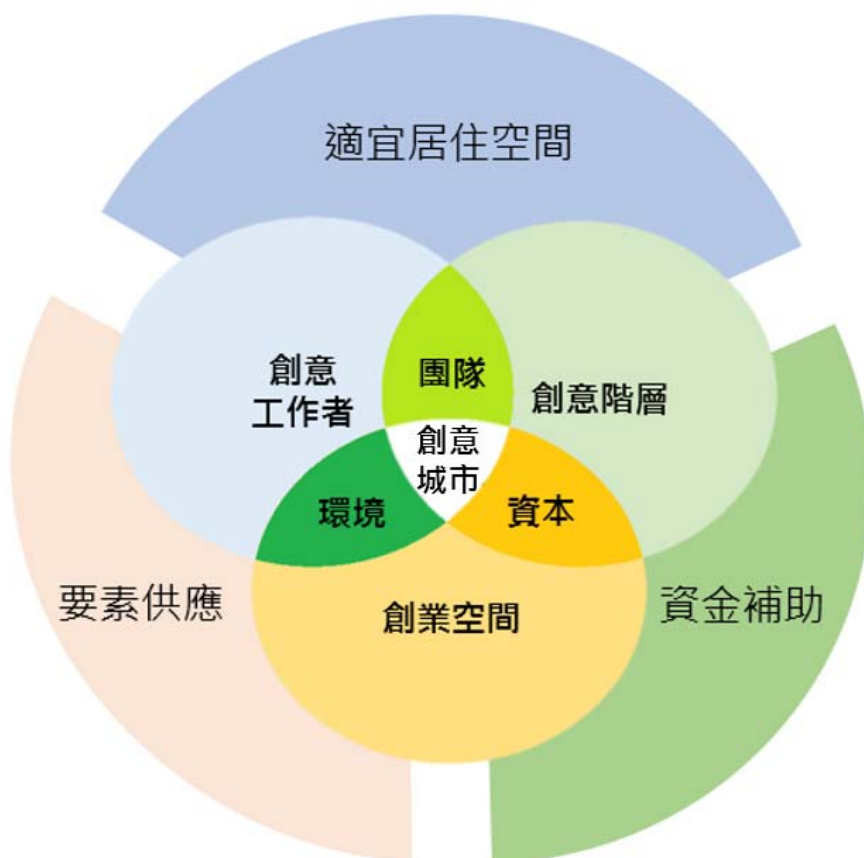 適宜居住空間
創意
工作者
團隊
創意階層
創意
城市
環境
資本
要素供應
創業空間
資金補助